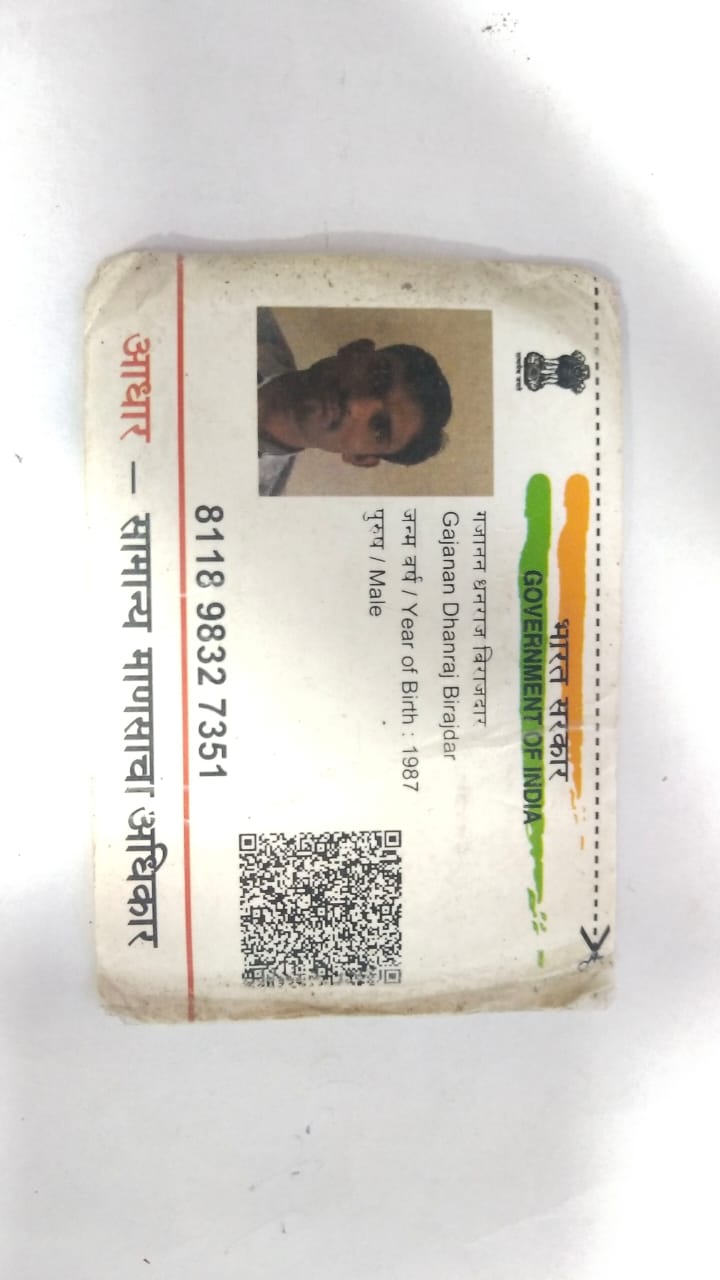 भारत सरकार
GOVERNMENT OF INDIA
गजानन धनराज बिराजदार
Gajanan Dhanraj Birajdar
जन्म वर्ष / Year of Birth : 1987
पुरुष / Male
8118 9832 7351
आधार – सामान्य माणसाचा अधिकार